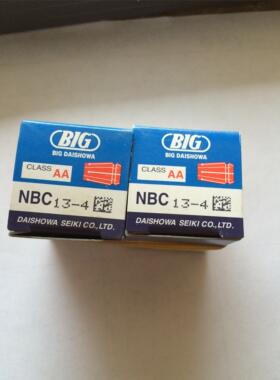 BIG
BIG DAISHOWA
CLASS
AA
NBC 13-4
DAISHOWA SEIKI CO., LTD.
BIG
BIG DAISHOWA
CLASS
AA
NBC 13-4
DAISHOWA SEIKI CO., LTD.